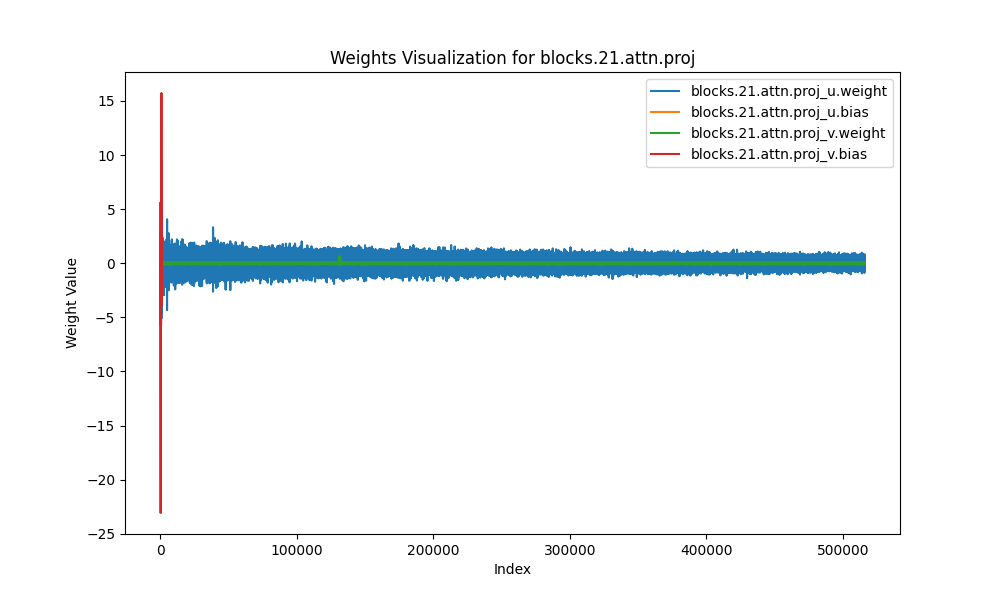 Weights Visualization for blocks.21.attn.proj
blocks.21.attn.proj_u.weight
blocks.21.attn.proj_u.bias
blocks.21.attn.proj_v.weight
blocks.21.attn.proj_v.bias
Weight Value
15
10
5
0
−5
−10
−15
−20
−25
0
100000
200000
300000
400000
500000
Index